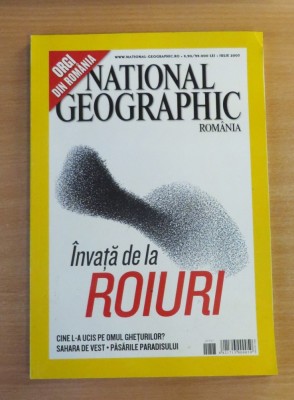 ORGI
DIN ROMÂNIA
NATIONAL
GEOGRAPHIC
ROMÂNIA
Învață de la
ROIURI
CINE L-A UCIS PE OMUL GHEȚURILOR?
SAHARA DE VEST • PĂSĂRILE PARADISULUI